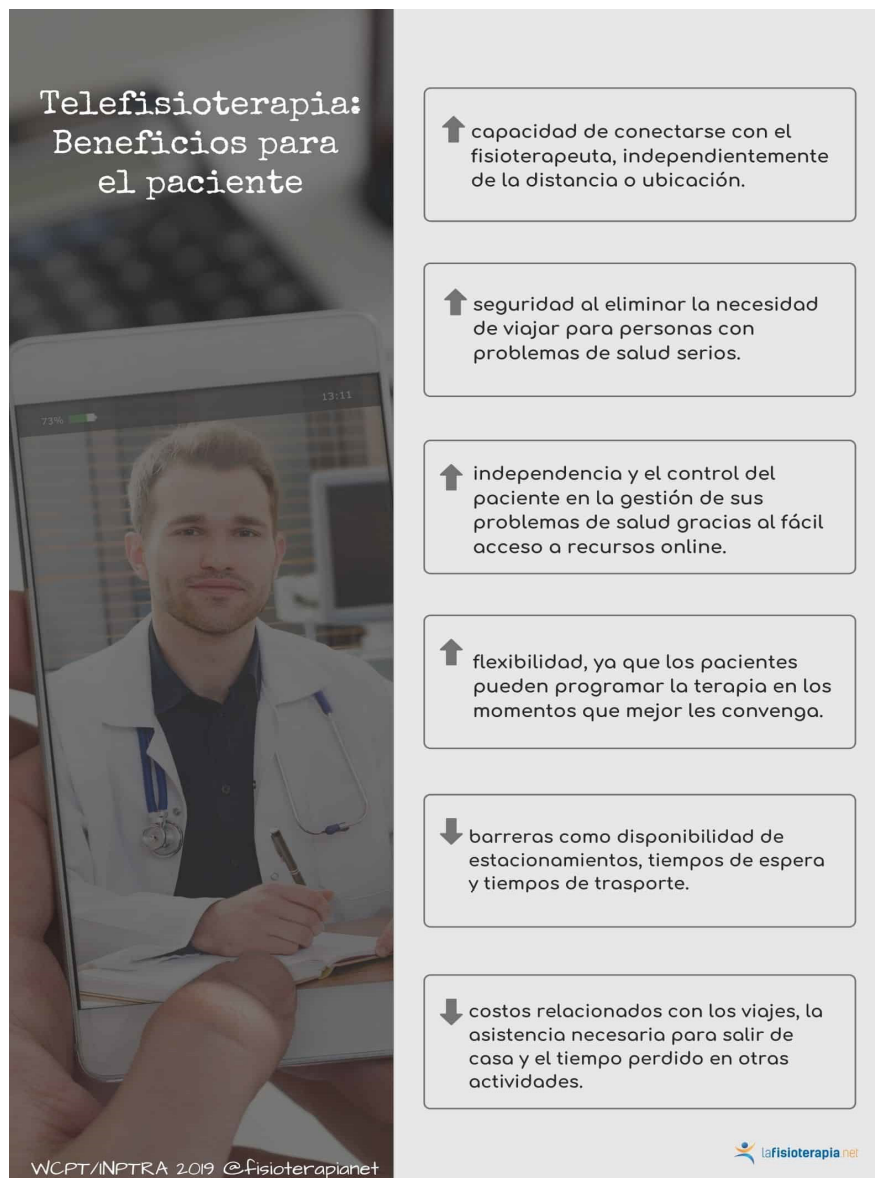 Telefisioterapia:
Beneficios para
el paciente
73%
13:11
capacidad de conectarse con el
fisioterapeuta, independientemente
de la distancia o ubicación.
seguridad al eliminar la necesidad
de viajar para personas con
problemas de salud serios.
independencia y el control del
paciente en la gestión de sus
problemas de salud gracias al fácil
acceso a recursos online.
flexibilidad, ya que los pacientes
pueden programar la terapia en los
momentos que mejor les convenga.
barreras como disponibilidad de
estacionamientos, tiempos de espera
y tiempos de trasporte.
costos relacionados con los viajes, la
asistencia necesaria para salir de
casa y el tiempo perdido en otras
actividades.
WCPT/INPTRA 2019 @fisioterapianet
lafisioterapia.net